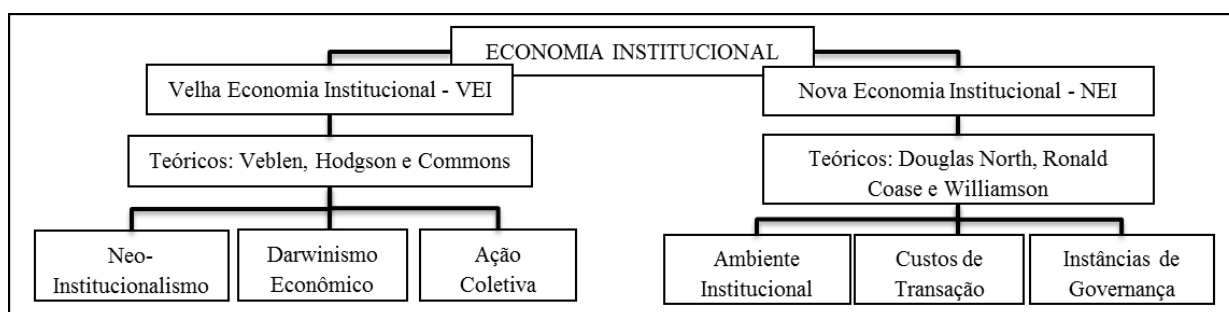 ECONOMIA INSTITUCIONAL
Velha Economia Institucional - VEI
Nova Economia Institucional - NEI
Teóricos: Veblen, Hodgson e Commons
Teóricos: Douglas North, Ronald
Coase e Williamson
Neo-
Institucionalismo
Darwinismo
Econômico
Ação
Coletiva
Ambiente
Institucional
Custos de
Transação
Instâncias de
Governança